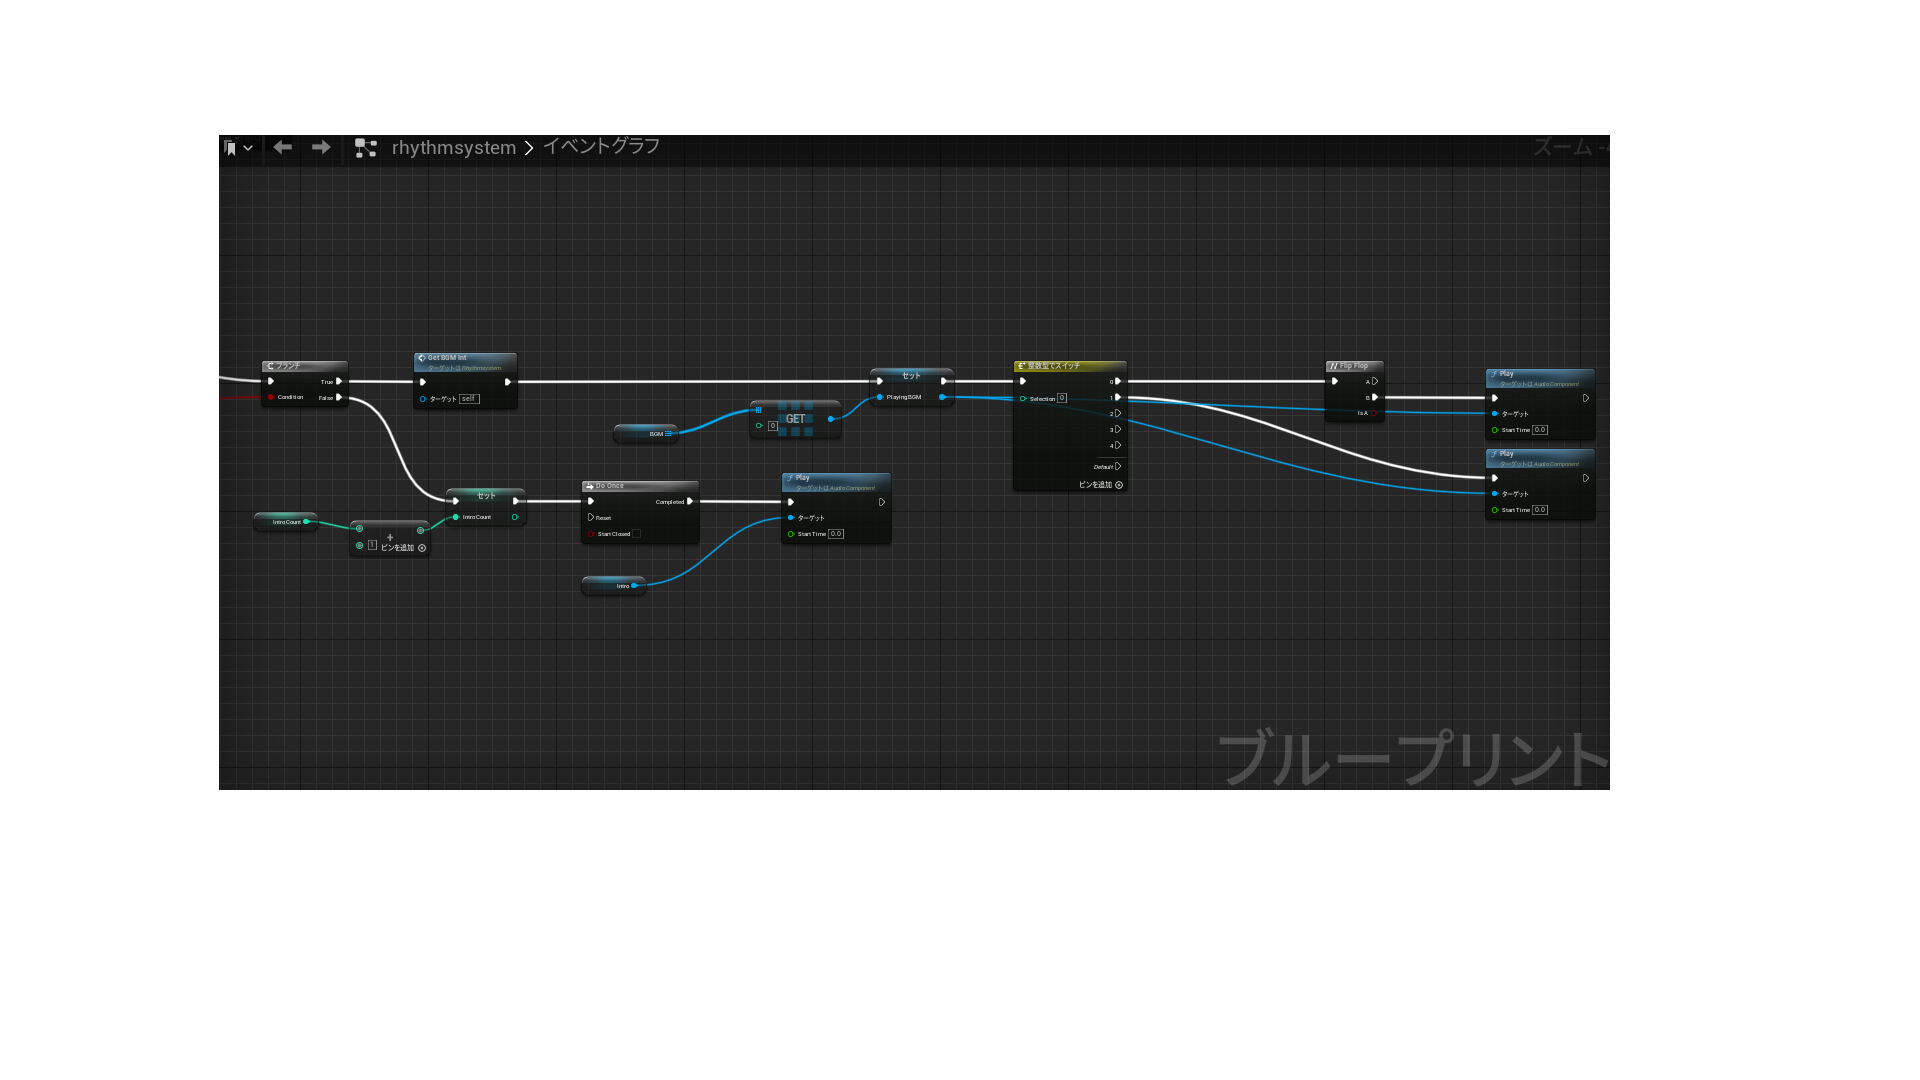 rhythmsystem > イベントグラフ
ズーム -4
ブランチ
True
Condition
False
Get BGM Int
ターゲットは Rhythmsystem
ターゲット self
BGM
GET
0
セット
Playing BGM
整数型でスイッチ
Selection 0
0
1
2
3
4
Default
ピンを追加
Flip Flop
A
B
Is A
Play
ターゲットは Audio Component
ターゲット
Start Time 0.0
Play
ターゲットは Audio Component
ターゲット
Start Time 0.0
Intro Count
1
+
ピンを追加
セット
Intro Count
Do Once
Completed
Reset
Start Closed
Play
ターゲットは Audio Component
ターゲット
Start Time 0.0
Intro
ブループリント